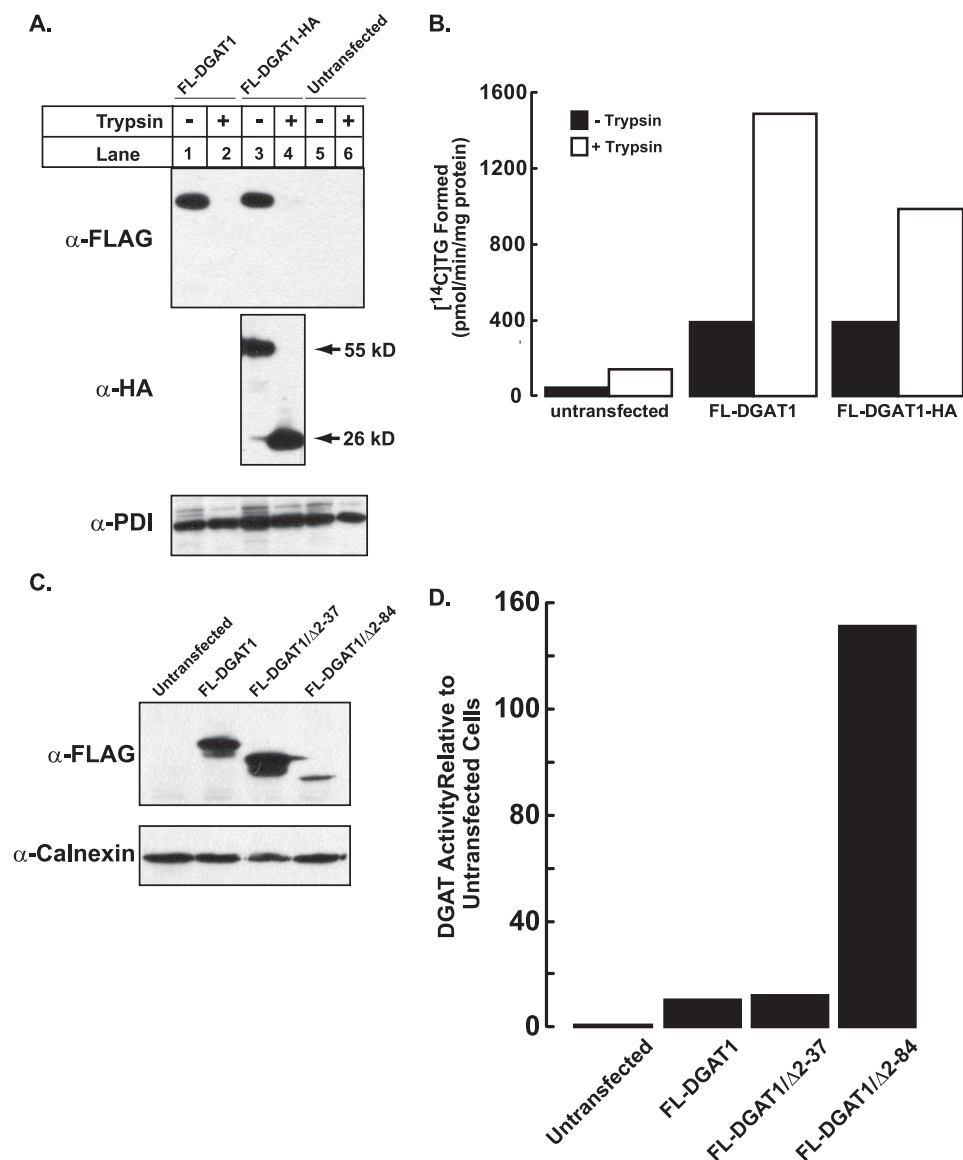 A.
FL-DGAT1
FL-DGAT1-HA
Untransfected
Trypsin - + - + - +
Lane 1 2 3 4 5 6
α-FLAG
α-HA
55 kD
26 kD
α-PDI
B.
1600
1200
800
400
0
[14C]TG Formed
(pmol/min/mg protein)
- Trypsin
+ Trypsin
untransfected FL-DGAT1 FL-DGAT1-HA
C.
Untransfected
FL-DGAT1
FL-DGAT1/Δ2-37
FL-DGAT1/Δ2-84
α-FLAG
α-Calnexin
D.
160
100
80
40
0
DGAT ActivityRelative to
Untransfected Cells
Untransfected
FL-DGAT1
FL-DGAT1/Δ2-37
FL-DGAT1/Δ2-84